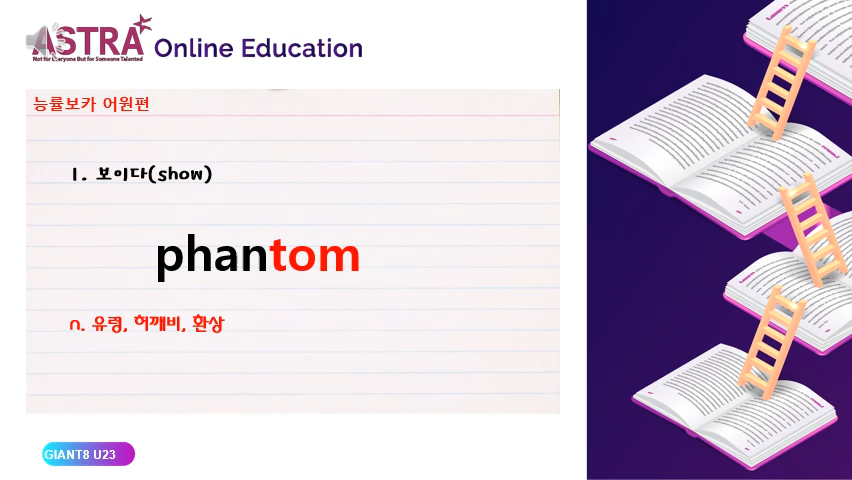 ASTRA
Not for Everyone But for Someone Talented
Online Education
능률보카 어원편
1. 보이다(show)
phantom
n. 유령, 허깨비, 환상
GIANT8 U23